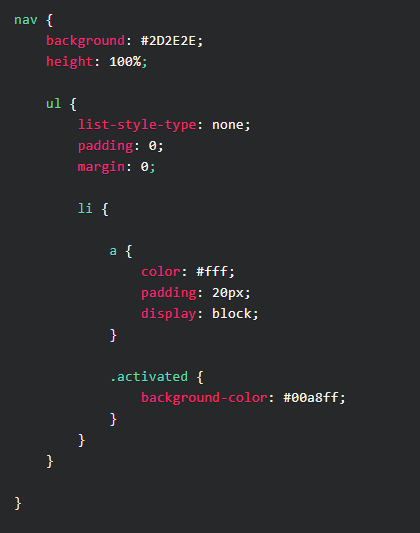 nav {
background: #2D2E2E;
height: 100%;
ul {
list-style-type: none;
padding: 0;
margin: 0;
li {
a {
color: #fff;
padding: 20px;
display: block;
}
.activated {
background-color: #00a8ff;
}
}
}
}